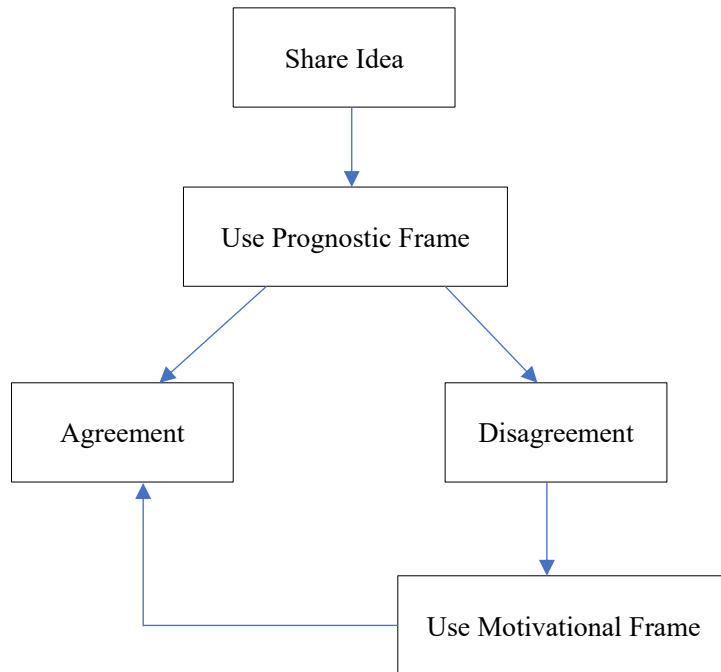 Share Idea
Use Prognostic Frame
Agreement
Disagreement
Use Motivational Frame